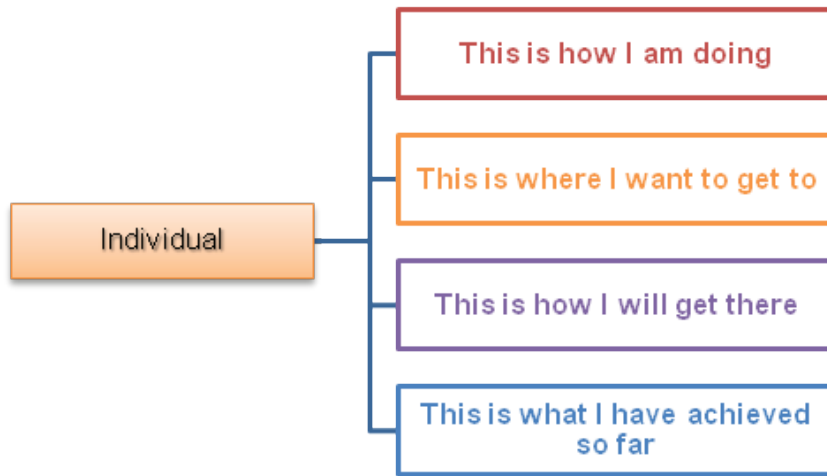 Individual
This is how I am doing
This is where I want to get to
This is how I will get there
This is what I have achieved
so far